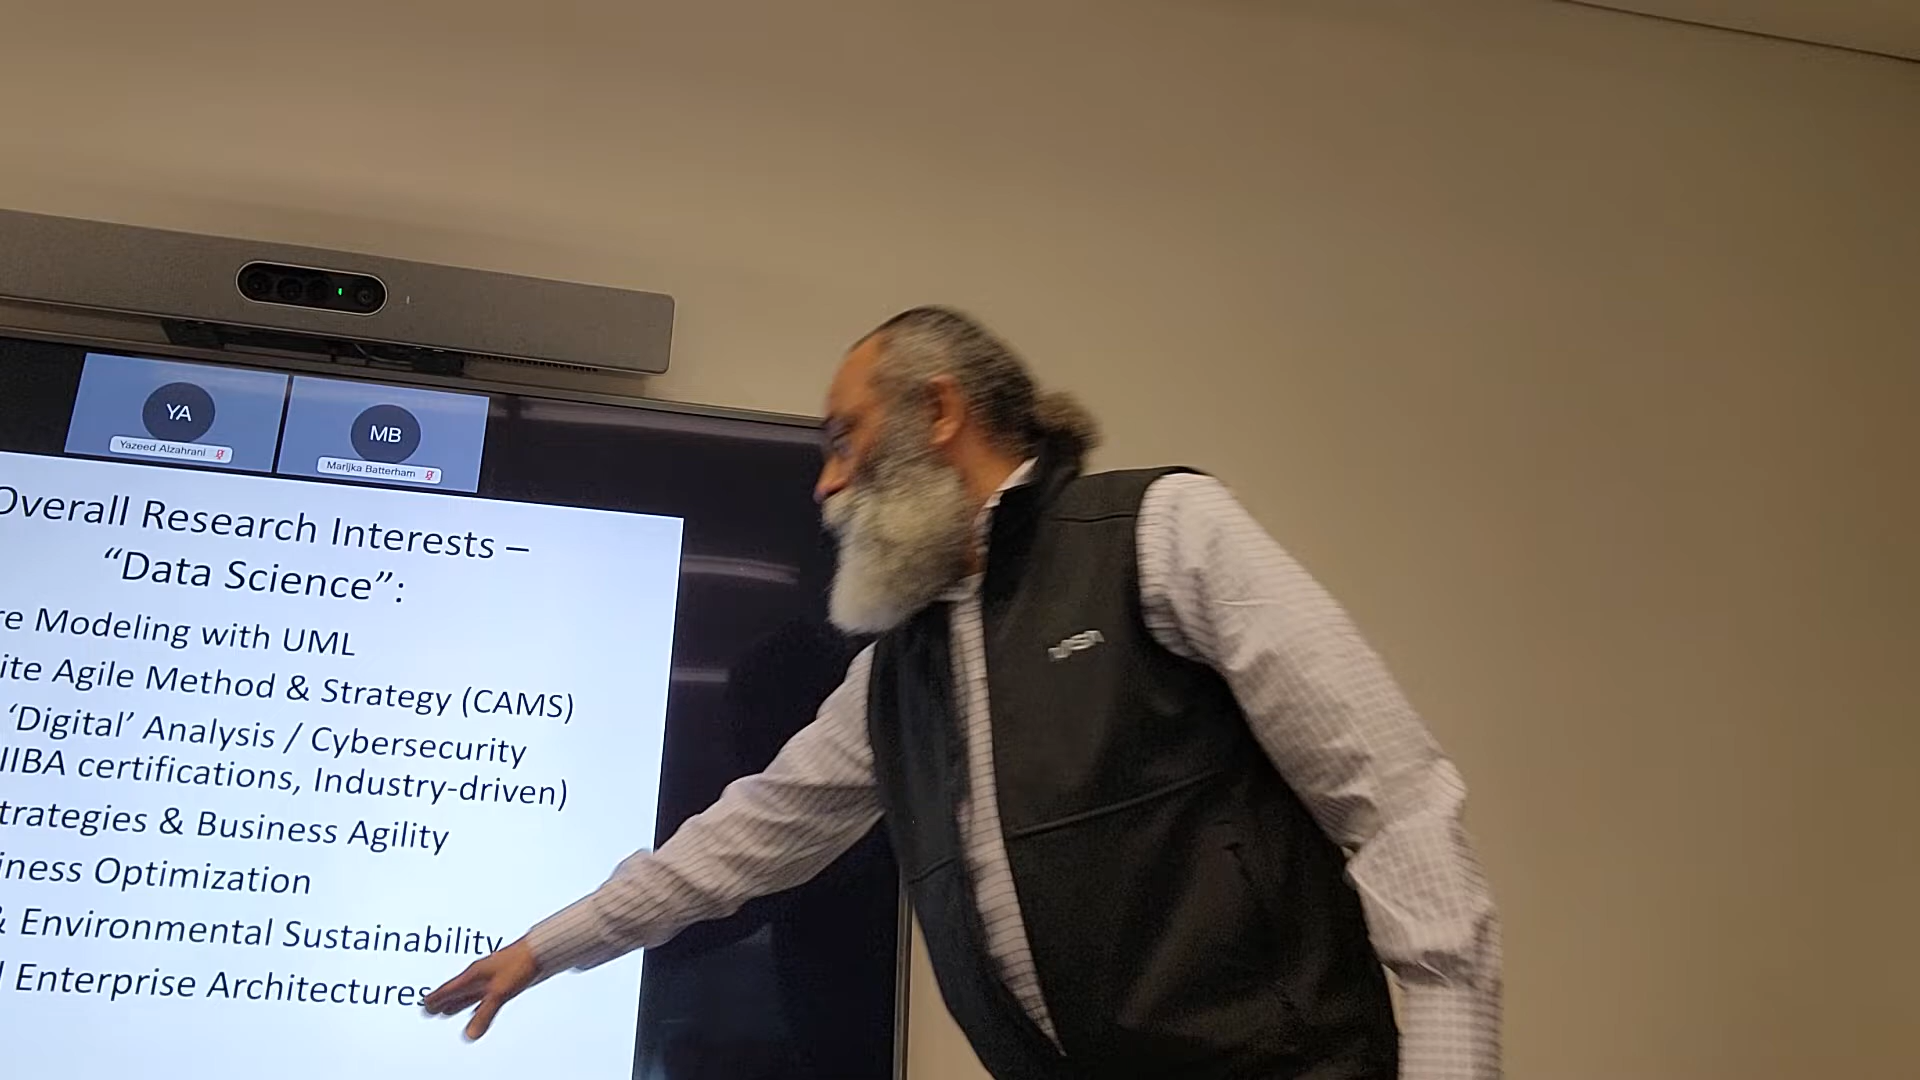 YA
Yazeed Alzahrani
MB
Marijka Batterham
Overall Research Interests –
“Data Science”:
re Modeling with UML
ite Agile Method & Strategy (CAMS)
‘Digital’ Analysis / Cybersecurity
IIBA certifications, Industry-driven)
trategies & Business Agility
iness Optimization
& Environmental Sustainability
Enterprise Architectures